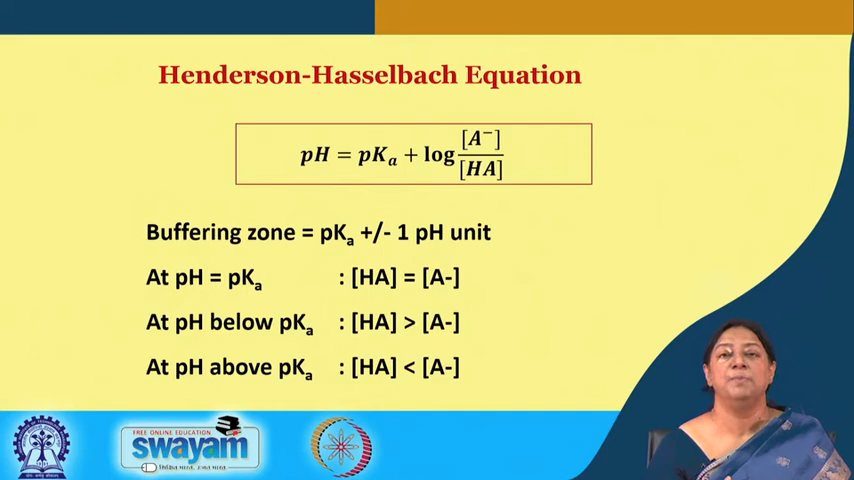 Henderson-Hasselbach Equation
pH = pKₐ + log [A⁻] / [HA]
Buffering zone = pKₐ +/- 1 pH unit
At pH = pKₐ : [HA] = [A-]
At pH below pKₐ : [HA] > [A-]
At pH above pKₐ : [HA] < [A-]
FREE ONLINE EDUCATION
swayam